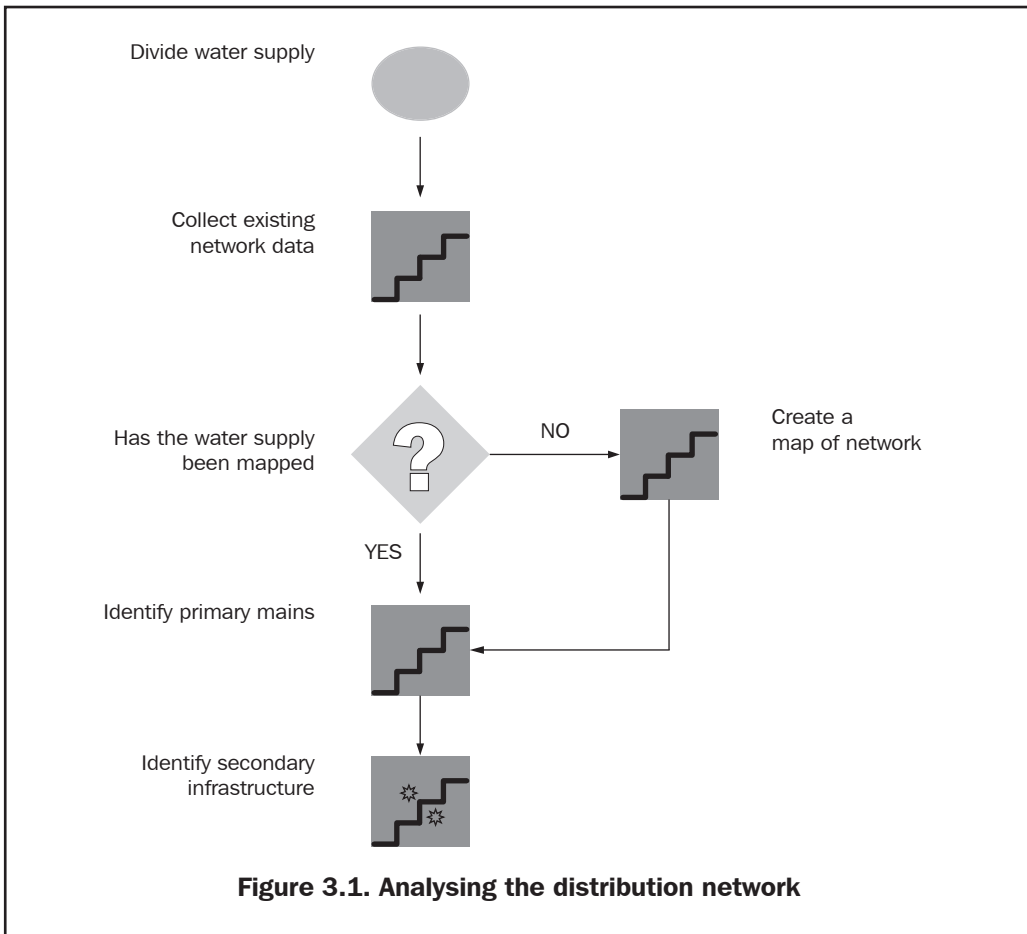 Divide water supply
Collect existing
network data
Has the water supply
been mapped
?
NO
Create a
map of network
YES
Identify primary mains
Identify secondary
infrastructure
Figure 3.1. Analysing the distribution network